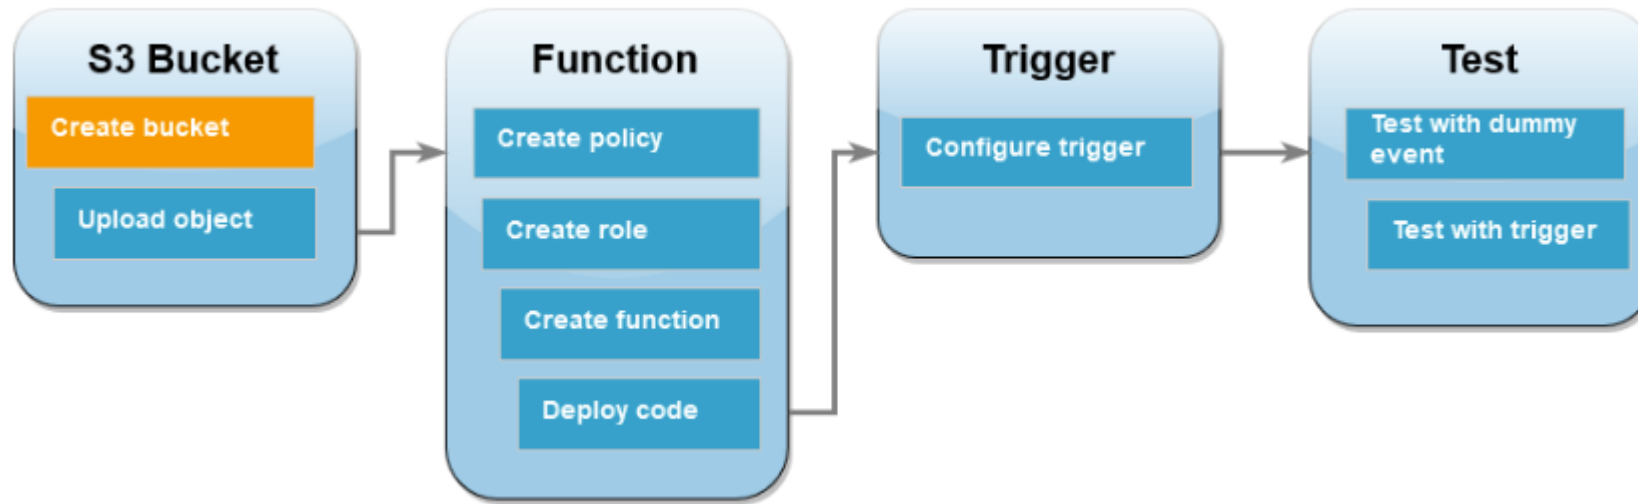 S3 Bucket
Create bucket
Upload object
Function
Create policy
Create role
Create function
Deploy code
Trigger
Configure trigger
Test
Test with dummy
event
Test with trigger